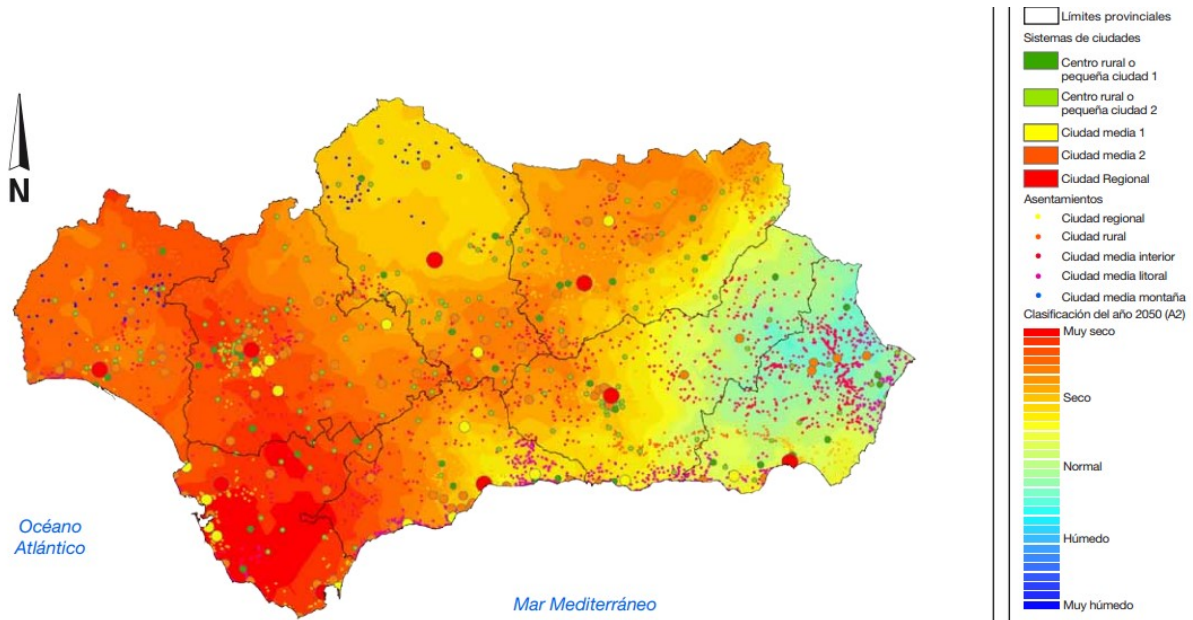 N
Océano
Atlántico
Mar Mediterráneo
Límites provinciales
Sistemas de ciudades
Centro rural o
pequeña ciudad 1
Centro rural o
pequeña ciudad 2
Ciudad media 1
Ciudad media 2
Ciudad Regional
Asentamientos
Ciudad regional
Ciudad rural
Ciudad media interior
Ciudad media litoral
Ciudad media montaña
Clasificación del año 2050 (A2)
Muy seco
Seco
Normal
Húmedo
Muy húmedo